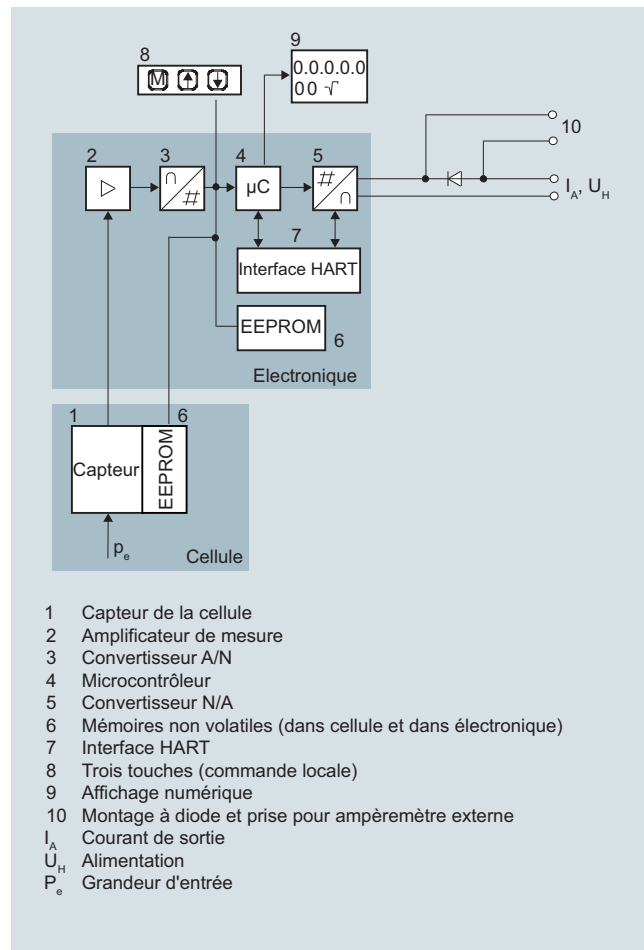 8
9
M
0.0.0.0.0
00 √
10
2
3
4
5
∩
#
µC
#
∩
I_A, U_H
7
Interface HART
EEPROM
6
Electronique
1
6
Capteur
EEPROM
p_e
Cellule
1 Capteur de la cellule
2 Amplificateur de mesure
3 Convertisseur A/N
4 Microcontrôleur
5 Convertisseur N/A
6 Mémoires non volatiles (dans cellule et dans électronique)
7 Interface HART
8 Trois touches (commande locale)
9 Affichage numérique
10 Montage à diode et prise pour ampèremètre externe
I_A Courant de sortie
U_H Alimentation
P_e Grandeur d'entrée